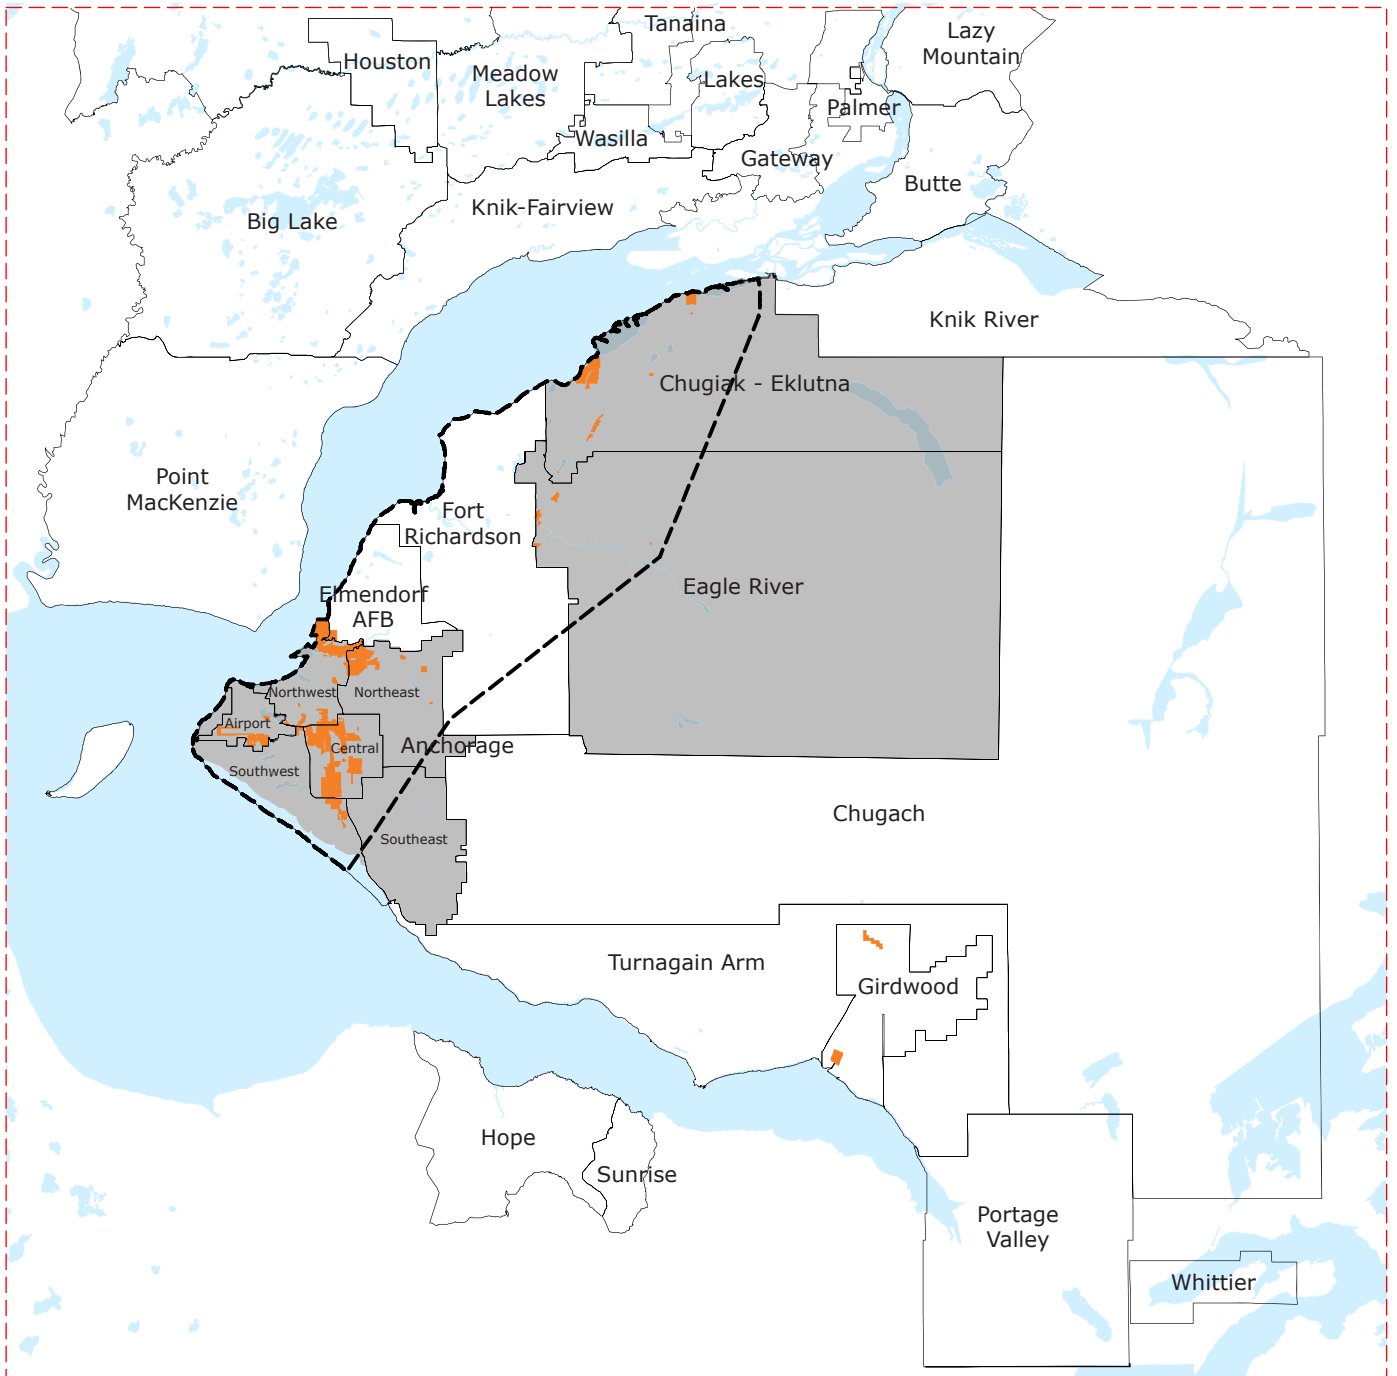 Tanaina
Lazy
Mountain
Houston
Meadow
Lakes
Lakes
Palmer
Wasilla
Gateway
Butte
Knik-Fairview
Big Lake
Knik River
Chugiak - Eklutna
Point
MacKenzie
Fort
Richardson
Eagle River
Elmendorf
AFB
Northwest
Northeast
Airport
Central
Anchorage
Southwest
Chugach
Southeast
Turnagain Arm
Girdwood
Hope
Sunrise
Portage
Valley
Whittier